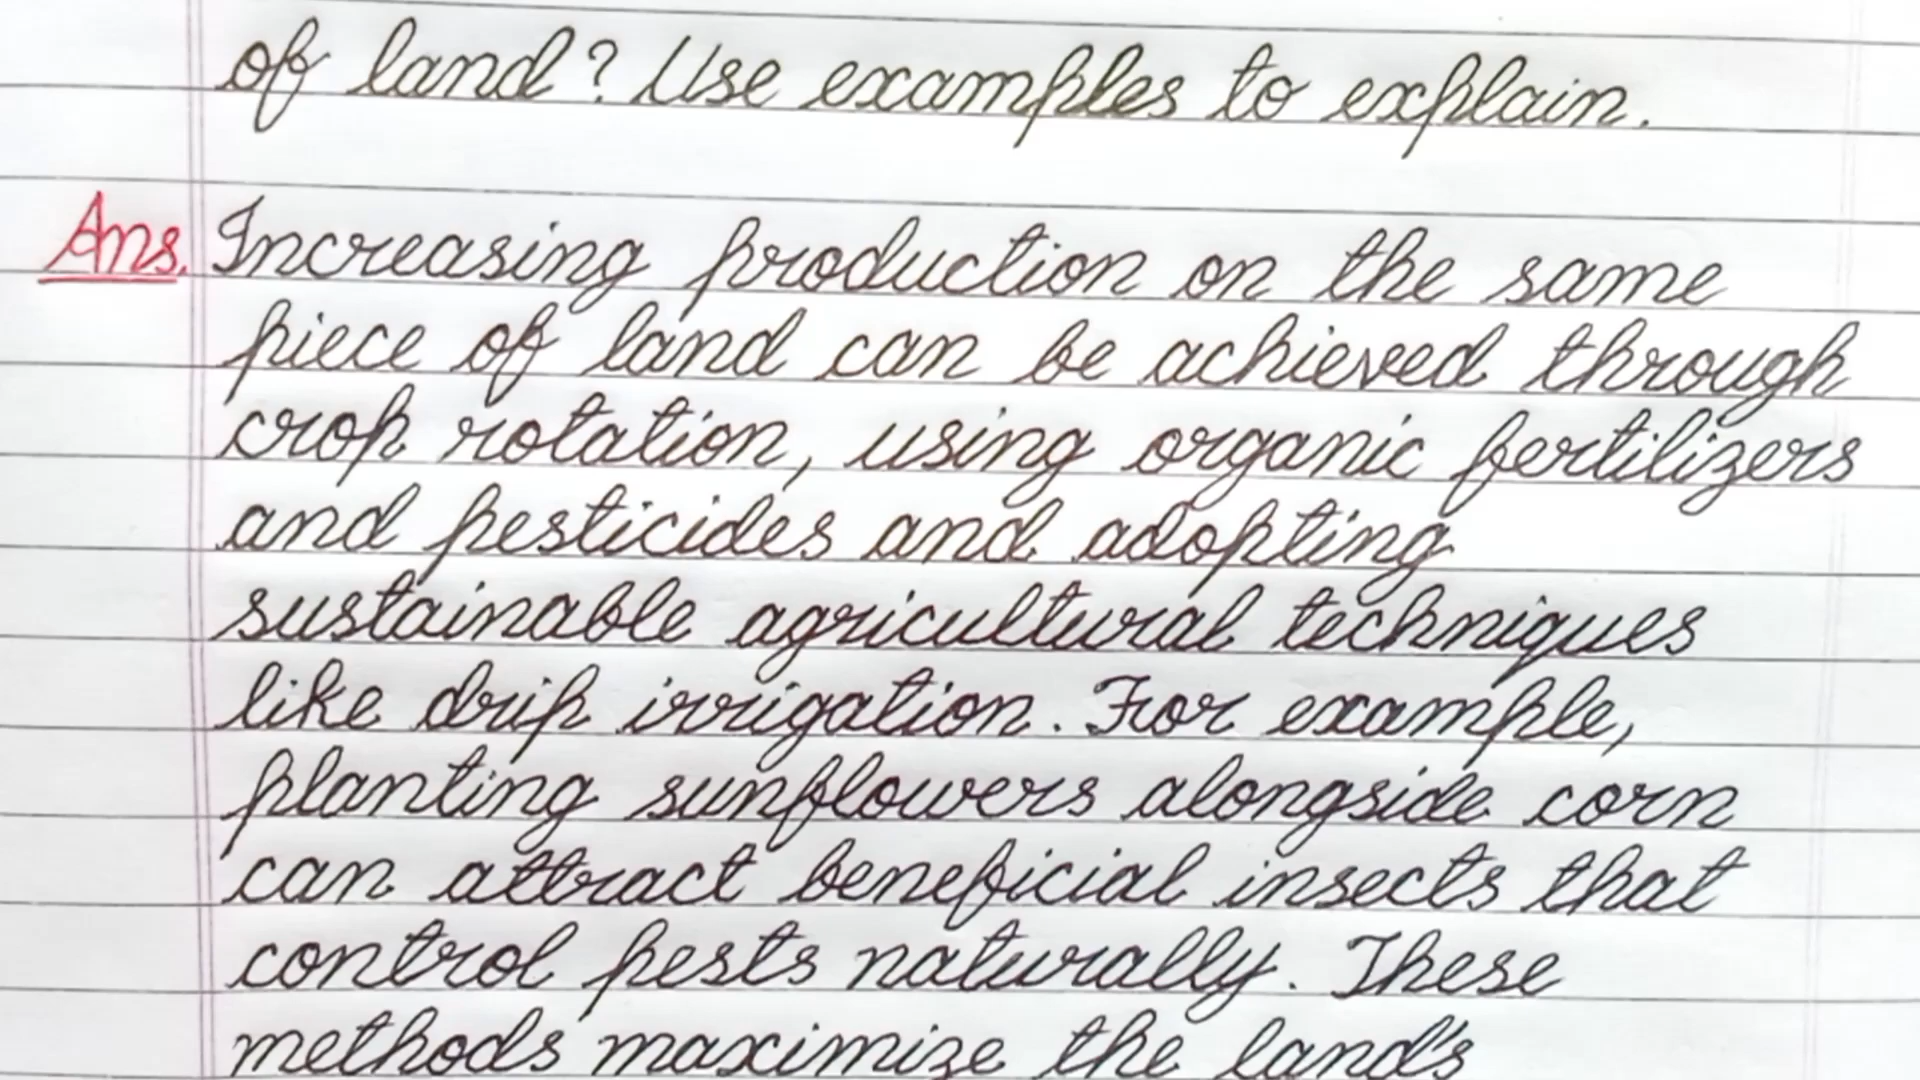 of land? Use examples to explain.
Ans. Increasing production on the same
piece of land can be achieved through
crop rotation, using organic fertilizers
and pesticides and adopting
sustainable agricultural techniques
like drip irrigation. For example,
planting sunflowers alongside corn
can attract beneficial insects that
control pests naturally. These
methods maximize the land's